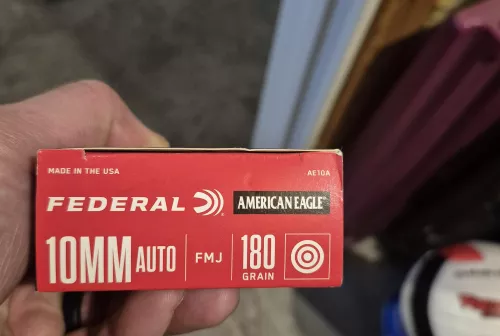 MADE IN THE USA AE10A
FEDERAL AMERICAN EAGLE
10MM AUTO FMJ 180 GRAIN